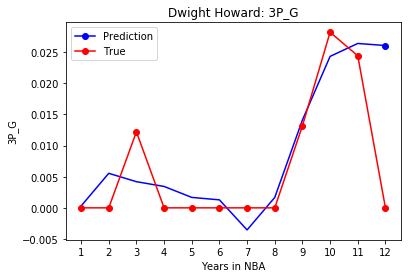 Dwight Howard: 3P_G
Prediction
True
3P_G
0.025
0.020
0.015
0.010
0.005
0.000
−0.005
1 2 3 4 5 6 7 8 9 10 11 12
Years in NBA